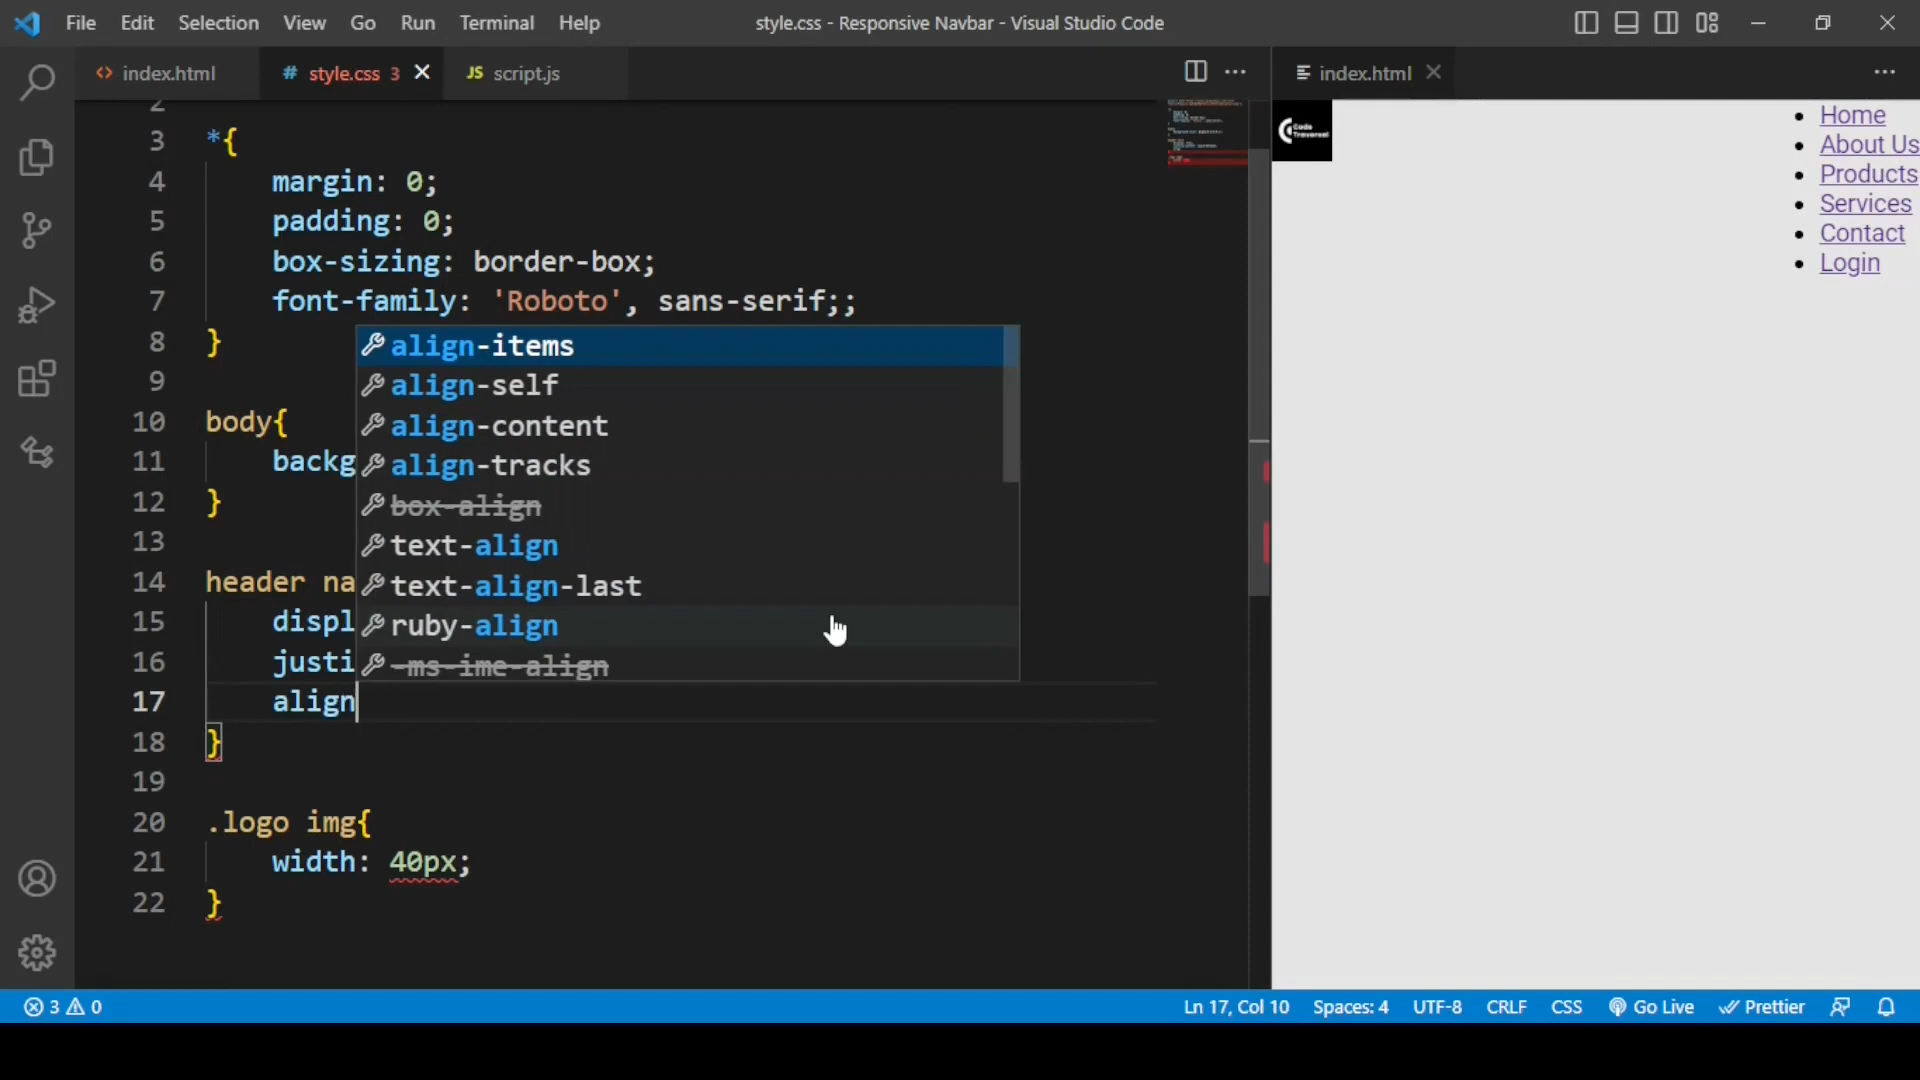 File Edit Selection View Go Run Terminal Help
style.css - Responsive Navbar - Visual Studio Code
index.html
# style.css 3
JS script.js
index.html
2
3 *{
4 margin: 0;
5 padding: 0;
6 box-sizing: border-box;
7 font-family: 'Roboto', sans-serif;;
8 }
9
10 body{
11 backg
12 }
13
14 header na
15 displ
16 justi
17 align
18 }
19
20 .logo img{
21 width: 40px;
22 }
align-items
align-self
align-content
align-tracks
box-align
text-align
text-align-last
ruby-align
-ms-ime-align
Code
Traversal
Home
About Us
Products
Services
Contact
Login
3 0
Ln 17, Col 10 Spaces: 4 UTF-8 CRLF CSS Go Live Prettier